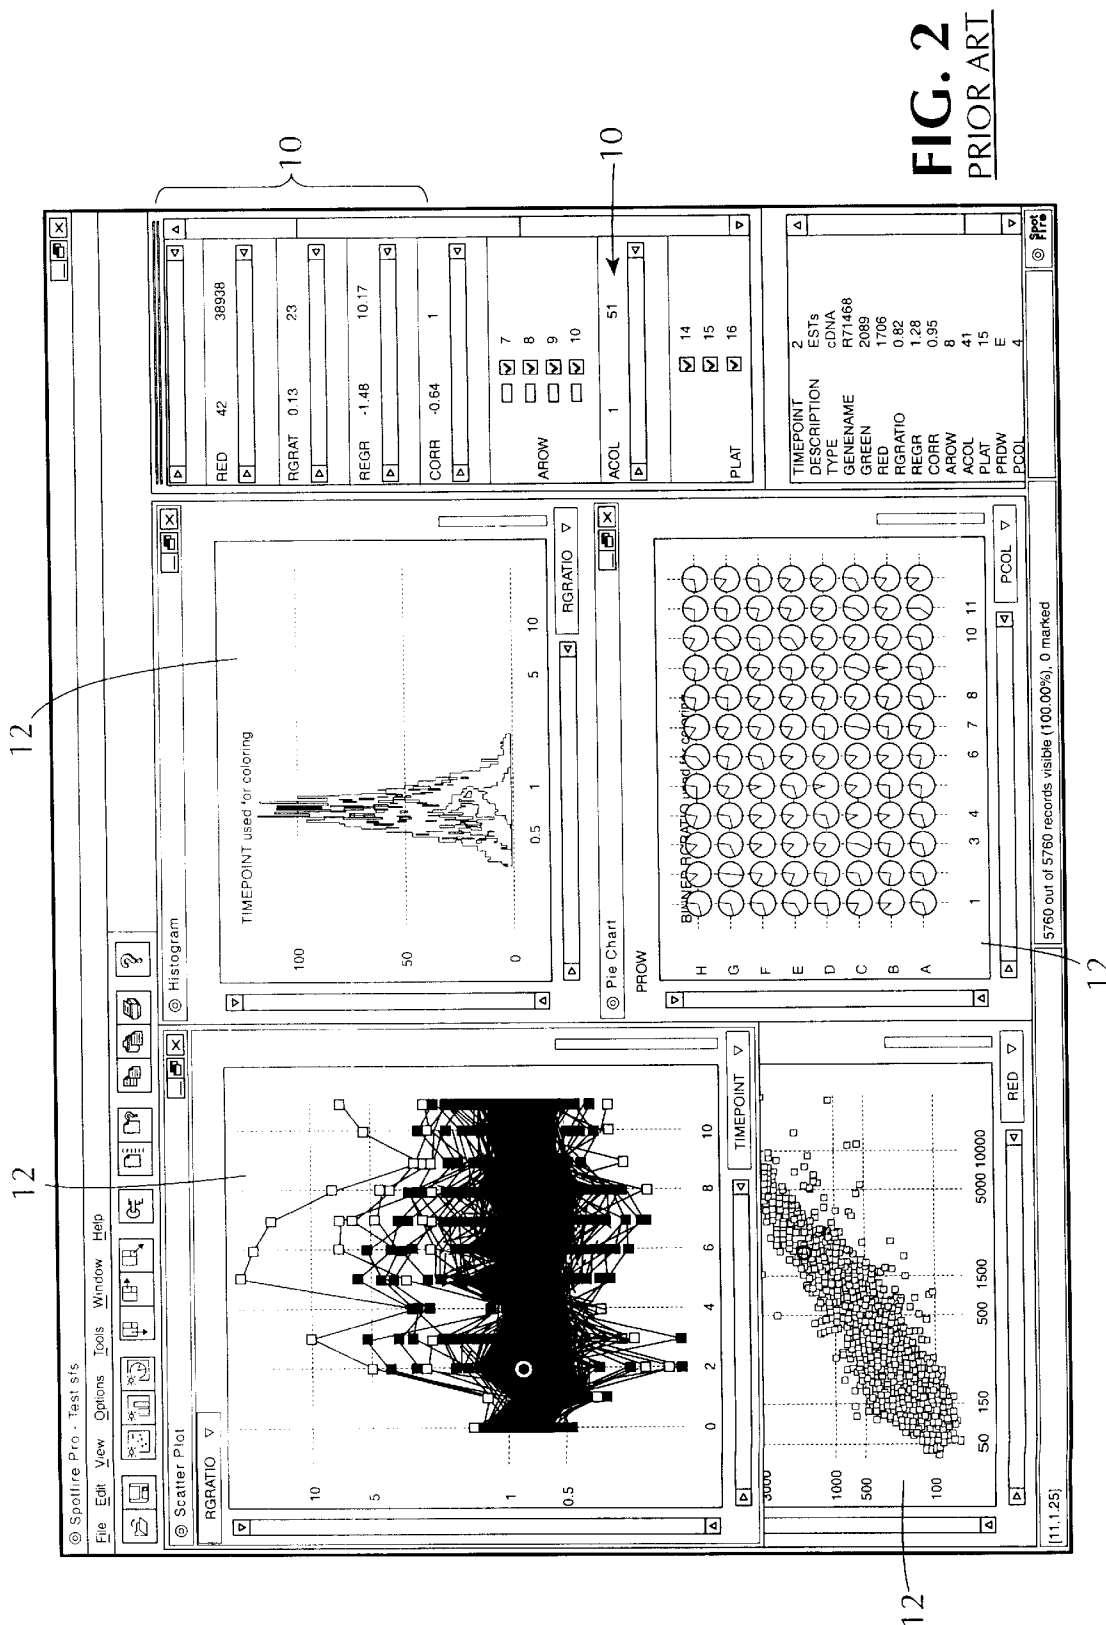 ◎ Spotfire Pro - Test sfs
File Edit View Options Tools Window Help
◎ Scatter Plot
RGRATIO ▽
10
5
1
0.5
0 2 4 6 8 10
TIMEPOINT ▽
3000
1000
500
100
50 150 500 1500 5000 10000
RED ▽
◎ Histogram
TIMEPOINT used for coloring
100
50
0
0.5 1 5 10
RGRATIO ▽
◎ Pie Chart
PROW
BINNED RGRATIO used for coloring
H
G
F
E
D
C
B
A
1 3 4 6 7 8 10 11
PCOL ▽
RED 42 38938
RGRAT 0.13 23
REGR -1.48 10.17
CORR -0.64 1
AROW
7
8
9
10
ACOL 1 51
PLAT
14
15
16
TIMEPOINT 2
DESCRIPTION ESTs
TYPE cDNA
GENENAME R71468
GREEN 2089
RED 1706
RGRATIO 0.82
REGR 1.28
CORR 0.95
AROW 8
ACOL 41
PLAT 15
PRDW E
PCOL 4
[11.1.25]
5760 out of 5760 records visible (100.00%), 0 marked
◎ Spot Fire
12
12
12
12
10
10
FIG. 2
PRIOR ART